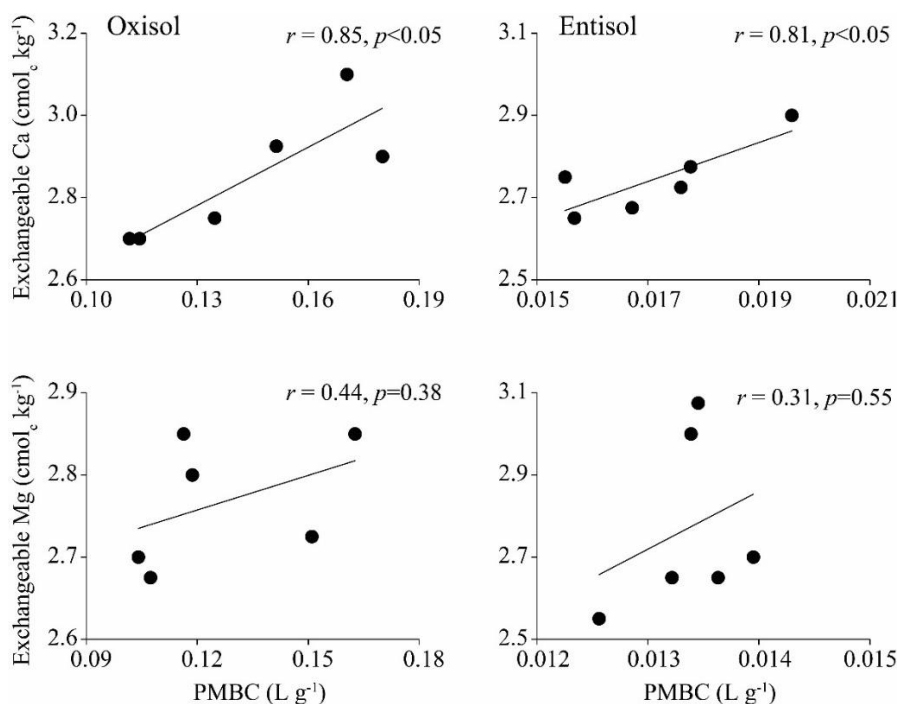 Oxisol
r = 0.85, p<0.05
Exchangeable Ca (cmolc kg-1)
3.2
3.0
2.8
2.6
0.10 0.13 0.16 0.19
Entisol
r = 0.81, p<0.05
3.1
2.9
2.7
2.5
0.015 0.017 0.019 0.021
r = 0.44, p=0.38
Exchangeable Mg (cmolc kg-1)
2.9
2.8
2.7
2.6
0.09 0.12 0.15 0.18
PMBC (L g-1)
r = 0.31, p=0.55
3.1
2.9
2.7
2.5
0.012 0.013 0.014 0.015
PMBC (L g-1)